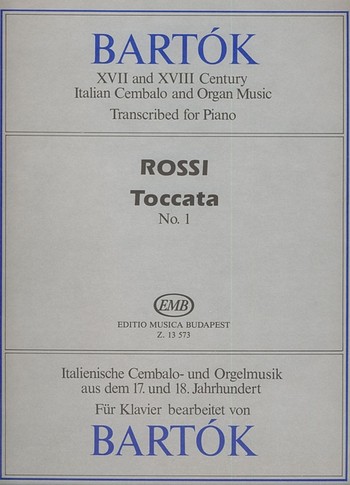 BARTÓK
XVII and XVIII Century
Italian Cembalo and Organ Music
Transcribed for Piano
ROSSI
Toccata
No. 1
EMB
EDITIO MUSICA BUDAPEST
Z. 13 573
Italienische Cembalo- und Orgelmusik
aus dem 17. und 18. Jahrhundert
Für Klavier bearbeitet von
BARTÓK